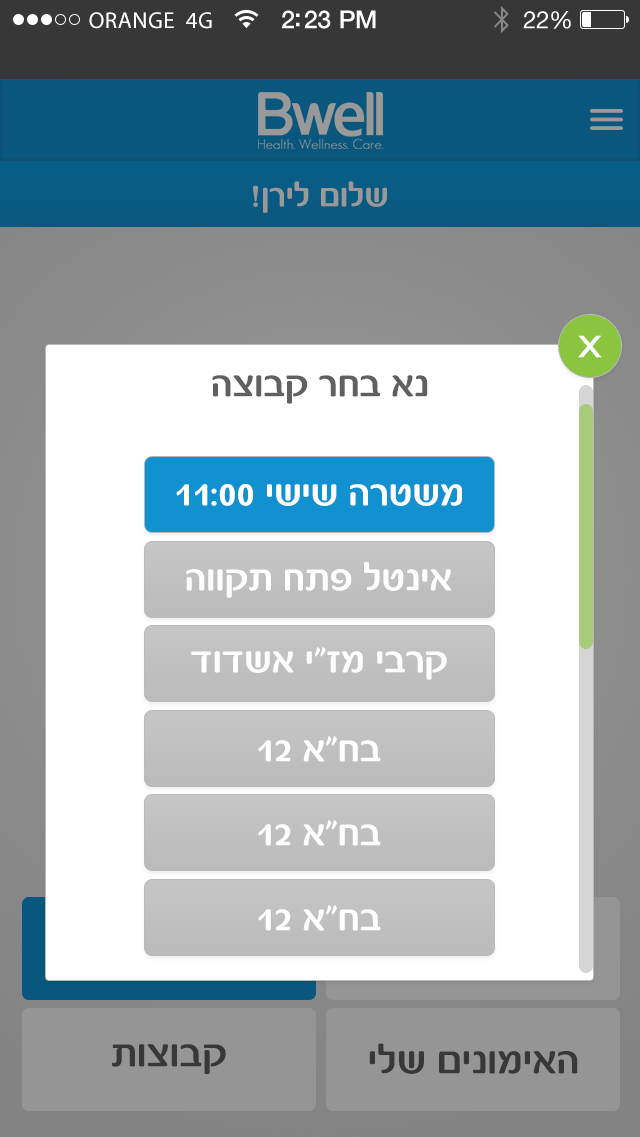 ORANGE 4G 2:23 PM 22%
Bwell
Health. Wellness. Care.
שלום לירן!
X
נא בחר קבוצה
משטרה שישי 11:00
אינטל פתח תקווה
קרבי מז"י אשדוד
בח"א 12
בח"א 12
בח"א 12
האימונים שלי
קבוצות